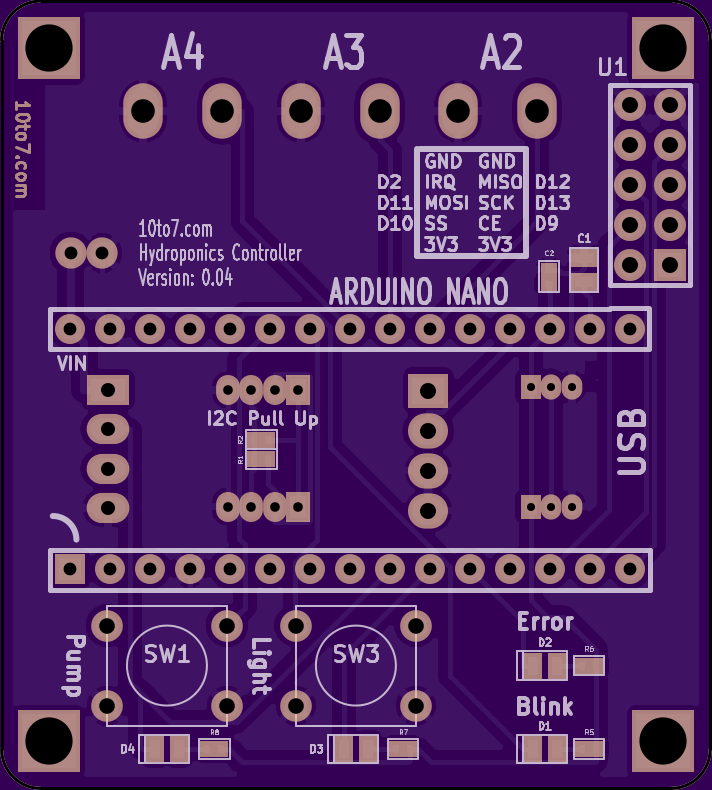 A4 A3 A2
U1
10to7.com
GND GND
D2 IRQ MISO D12
D11 MOSI SCK D13
D10 SS CE D9
3V3 3V3
10to7.com
Hydroponics Controller
Version: 0.04
C2 C1
ARDUINO NANO
VIN
I2C Pull Up
R2
R1
USB
Pump
SW1
Light
SW3
Error
D2 R6
Blink
D4 R8
D3 R7
D1 R5